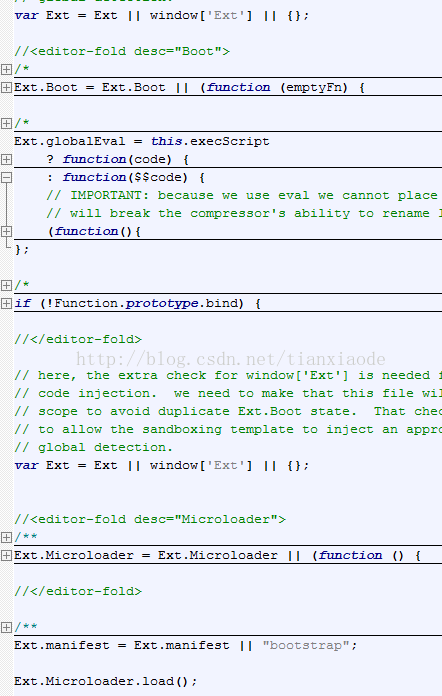 var Ext = Ext || window['Ext'] || {};
//<editor-fold desc="Boot">
/*
Ext.Boot = Ext.Boot || (function (emptyFn) {
/*
Ext.globalEval = this.execScript
? function(code) {
: function($$code) {
// IMPORTANT: because we use eval we cannot place
// will break the compressor's ability to rename
(function(){
};
/*
if (!Function.prototype.bind) {
//</editor-fold>
http://blog.csdn.net/tianxiaode
// here, the extra check for window['Ext'] is needed
// code injection.  we need to make that this file
// scope to avoid duplicate Ext.Boot state.  That
// to allow the sandboxing template to inject an
// global detection.
var Ext = Ext || window['Ext'] || {};
//<editor-fold desc="Microloader">
/**
Ext.Microloader = Ext.Microloader || (function () {
//</editor-fold>
/**
Ext.manifest = Ext.manifest || "bootstrap";
Ext.Microloader.load();